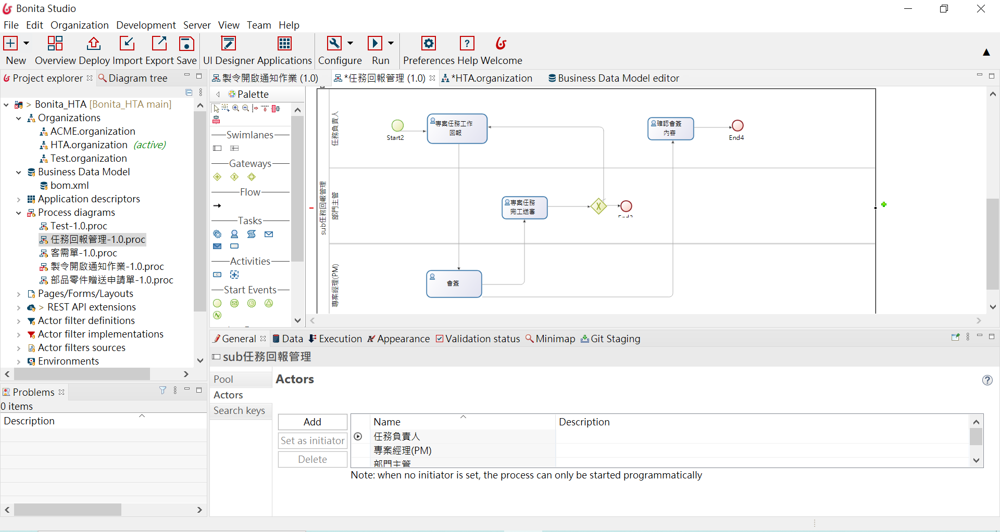 Bonita Studio
File Edit Organization Development Server View Team Help
New Overview Deploy Import Export Save UI Designer Applications Configure Run Preferences Help Welcome
Project explorer Diagram tree
> Bonita_HTA [Bonita_HTA main]
Organizations
ACME.organization
HTA.organization (active)
Test.organization
Business Data Model
bom.xml
Application descriptors
Process diagrams
Test-1.0.proc
任務回報管理-1.0.proc
客需單-1.0.proc
製令開啟通知作業-1.0.proc
部品零件贈送申請單-1.0.proc
Pages/Forms/Layouts
> REST API extensions
Actor filter definitions
Actor filter implementations
Actor filters sources
Environments
Problems
0 items
Description
製令開啟通知作業 (1.0) *任務回報管理 (1.0) *HTA.organization Business Data Model editor
Palette
Swimlanes
Gateways
Flow
Tasks
Activities
Start Events
sub任務回報管理
任務負責人
Start2
專案任務工作
回報
確認會簽
內容
End4
部門主管
專案任務
完工送審
專案經理(PM)
會簽
General Data Execution Appearance Validation status Minimap Git Staging
sub任務回報管理
Pool
Actors
Search keys
Actors
Add
Set as initiator
Delete
Name Description
任務負責人
專案經理(PM)
部門主管
Note: when no initiator is set, the process can only be started programmatically